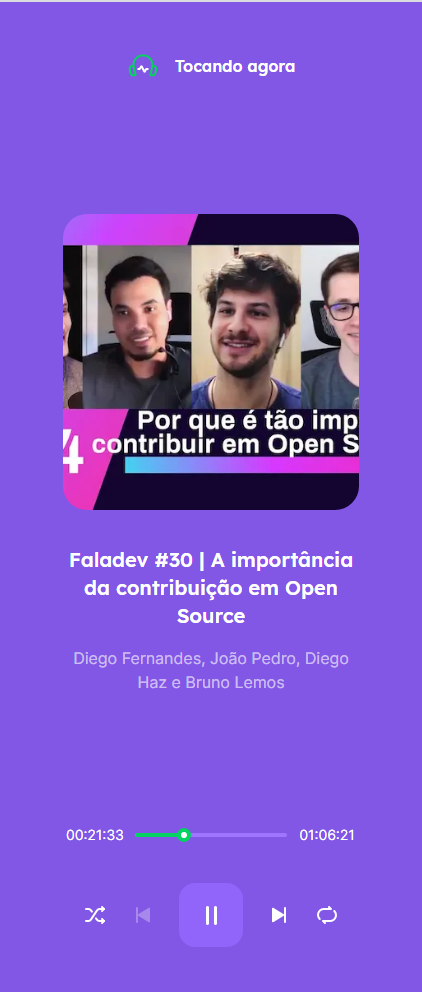 Tocando agora
Por que é tão imp
contribuir em Open S
4
Faladev #30 | A importância
da contribuição em Open
Source
Diego Fernandes, João Pedro, Diego
Haz e Bruno Lemos
00:21:33
01:06:21